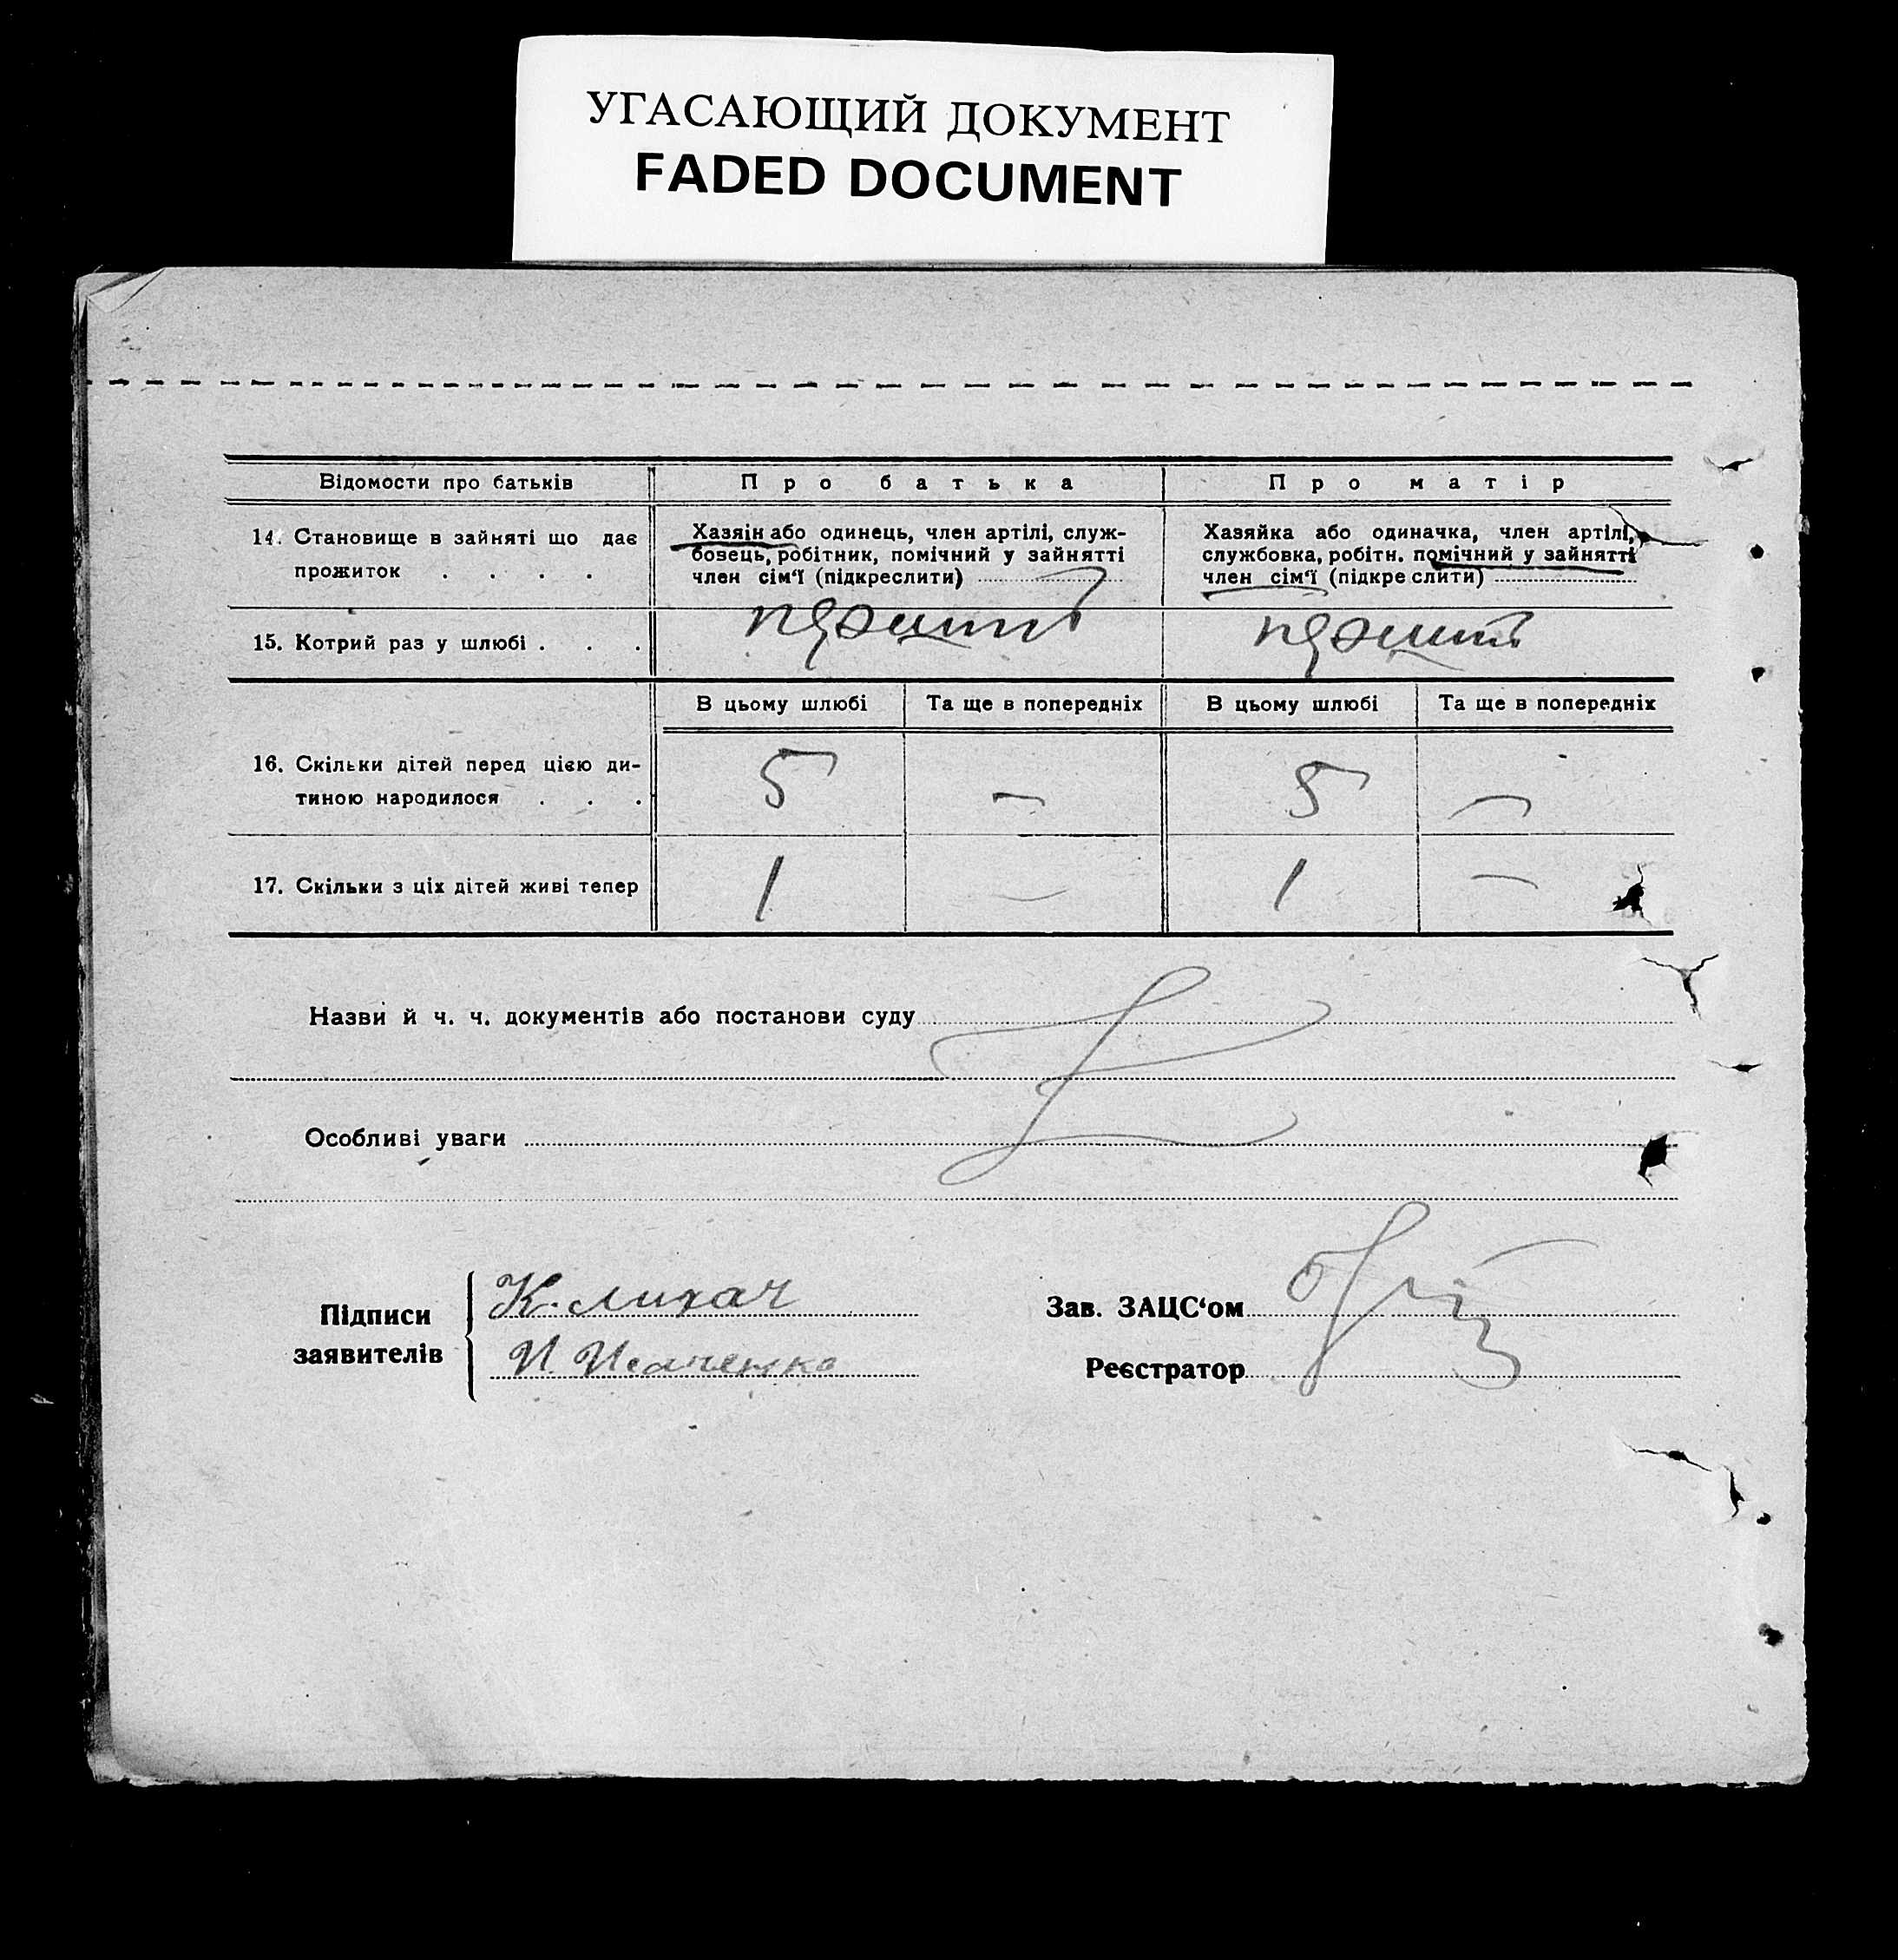 УГАСАЮЩИЙ ДОКУМЕНТ
FADED DOCUMENT
Відомости про батьків
Про батька
Про матір
14. Становище в зайняті що дає
прожиток . . . .
Хазяін або одинець, член артілі, служ-
бовець, робітник, помічний у зайнятті
член сім‘ї (підкреслити)
Хазяйка або одиначка, член артілі,
службовка, робітн. помічний у зайнятті
член сім‘ї (підкреслити)
15. Котрий раз у шлюбі . . .
В цьому шлюбі
Та ще в попередніх
В цьому шлюбі
Та ще в попередніх
16. Скільки дітей перед цією ди-
тиною народилося . . .
5 — 5 —
17. Скільки з ціх дітей живі тепер
1 — 1 —
Назви й ч. ч. документів або постанови суду
Особливі уваги
Підписи
заявителів
К. Лихач
И.
Зав. ЗАЦС‘ом
Реєстратор